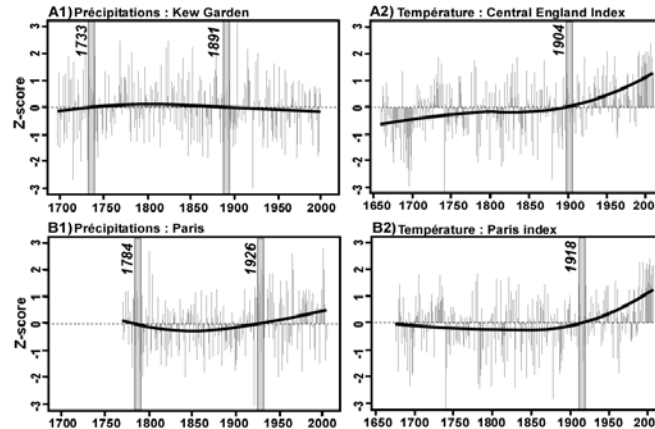 A1) Précipitations : Kew Garden
A2) Température : Central England Index
Z-score
3
2
1
0
-1
-2
-3
1733
1891
1904
1700 1750 1800 1850 1900 1950 2000
1650 1700 1750 1800 1850 1900 1950 2000
B1) Précipitations : Paris
B2) Température : Paris index
Z-score
3
2
1
0
-1
-2
-3
1784
1926
1918
1700 1750 1800 1850 1900 1950 2000
1650 1700 1750 1800 1850 1900 1950 2000